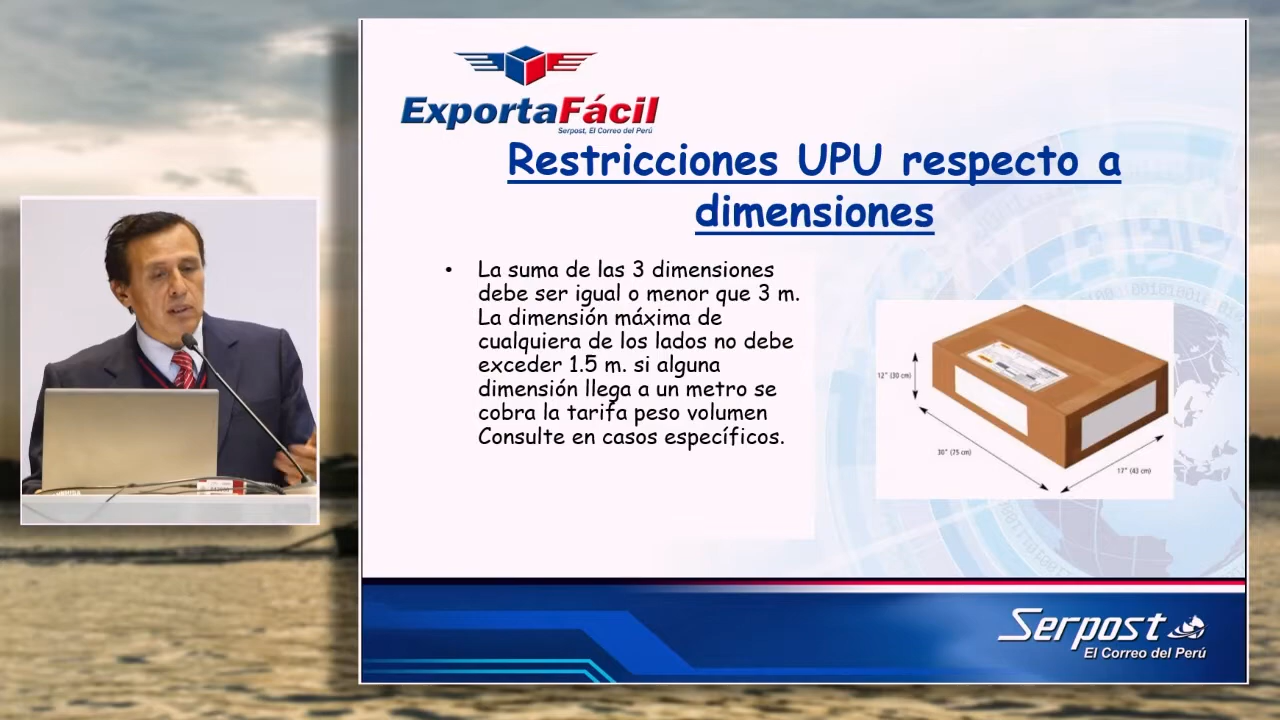 ExportaFácil
Serpost, El Correo del Perú
Restricciones UPU respecto a
dimensiones
• La suma de las 3 dimensiones
debe ser igual o menor que 3 m.
La dimensión máxima de
cualquiera de los lados no debe
exceder 1.5 m. si alguna
dimensión llega a un metro se
cobra la tarifa peso volumen
Consulte en casos específicos.
12" (30 cm)
30" (75 cm)
17" (43 cm)
Serpost
El Correo del Perú